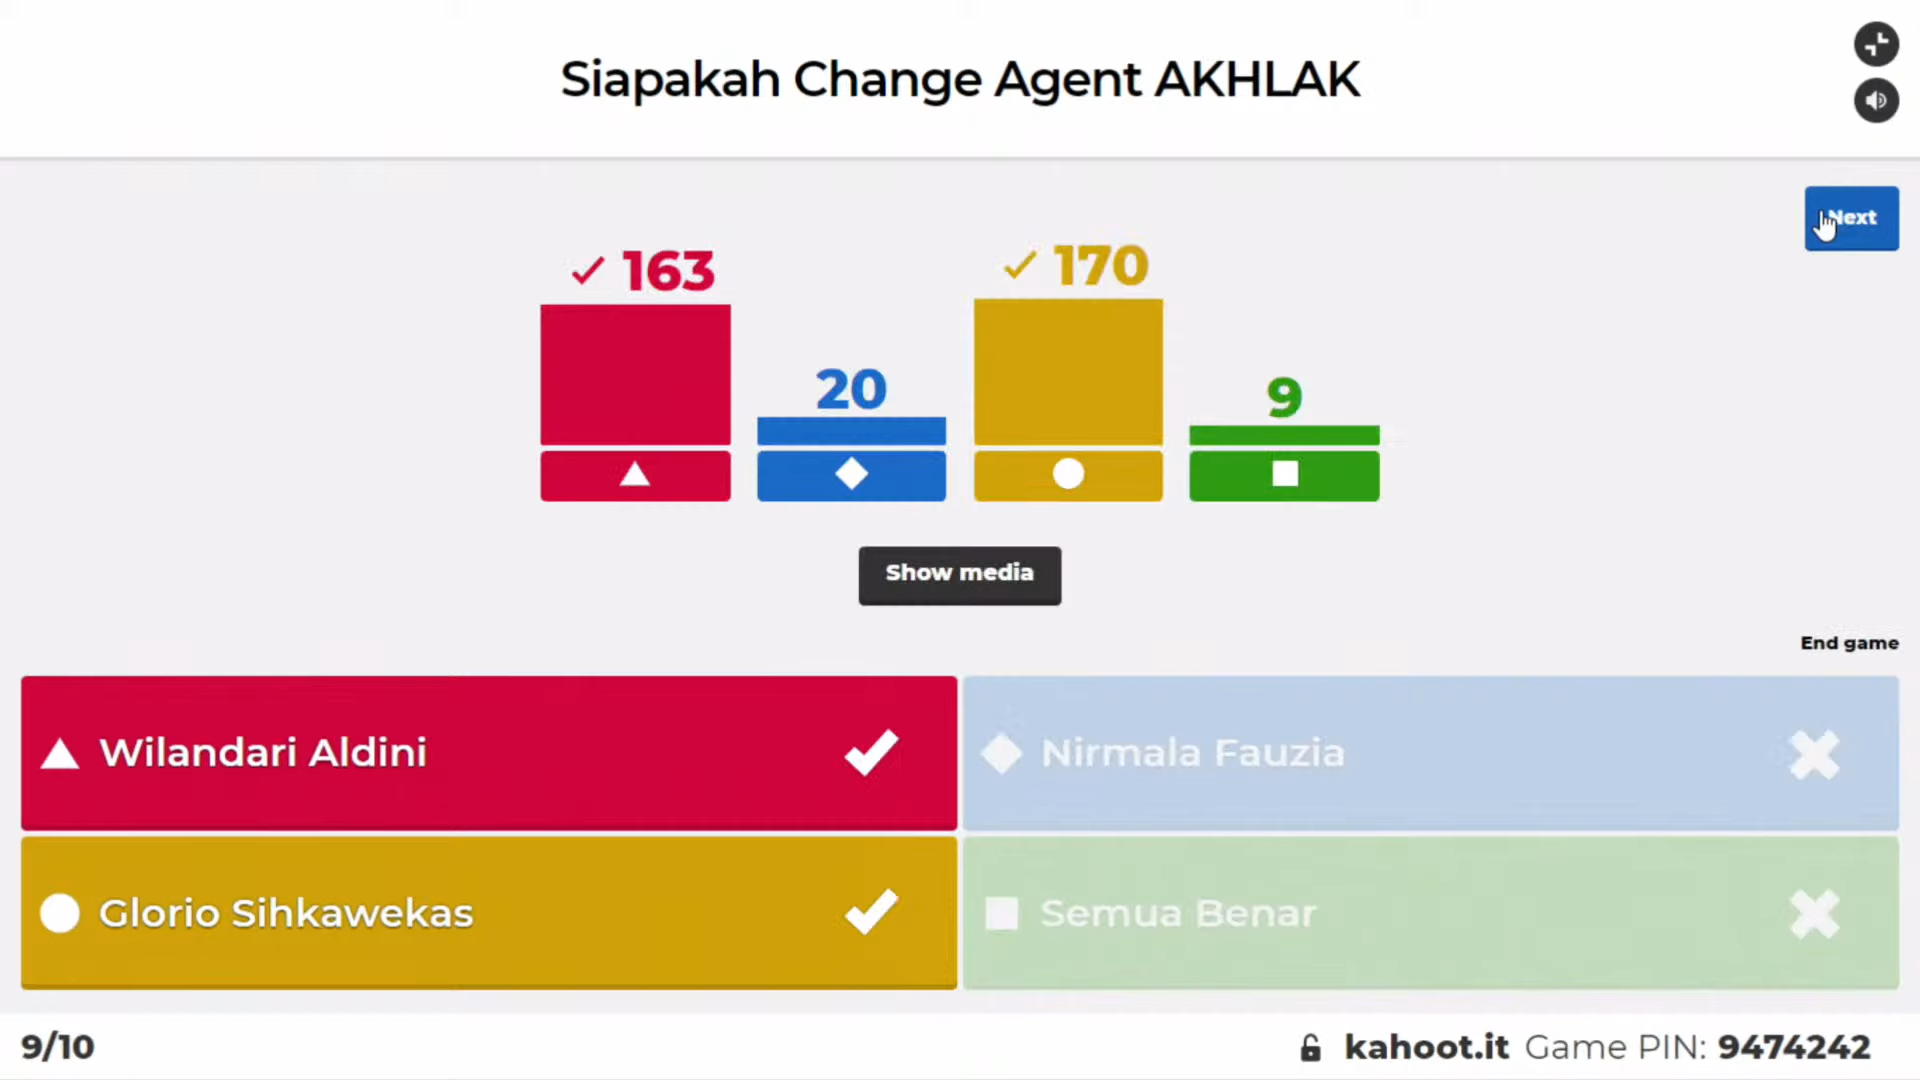 Siapakah Change Agent AKHLAK
Next
163
20
170
9
Show media
End game
Wilandari Aldini
Nirmala Fauzia
Glorio Sihkawekas
Semua Benar
9/10
kahoot.it Game PIN: 9474242